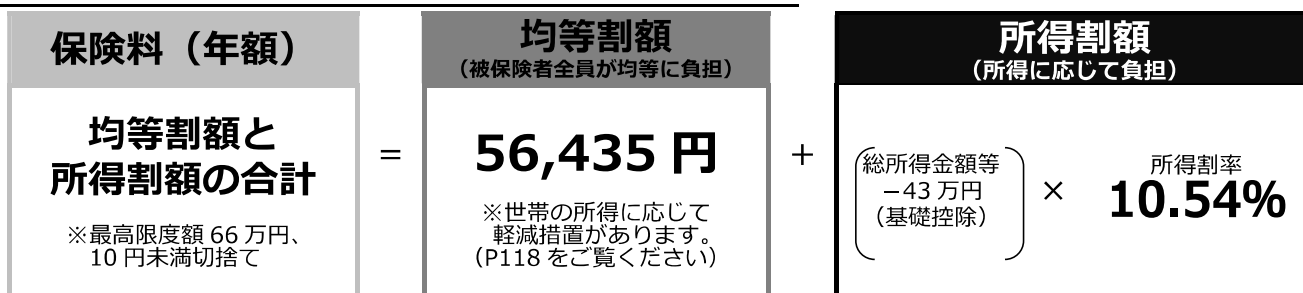 保険料（年額）
均等割額と
所得割額の合計
※最高限度額 66 万円、
10 円未満切捨て
=
均等割額
（被保険者全員が均等に負担）
56,435 円
※世帯の所得に応じて
軽減措置があります。
（P118 をご覧ください）
+
所得割額
（所得に応じて負担）
総所得金額等
−43 万円
（基礎控除）
×
所得割率
10.54%